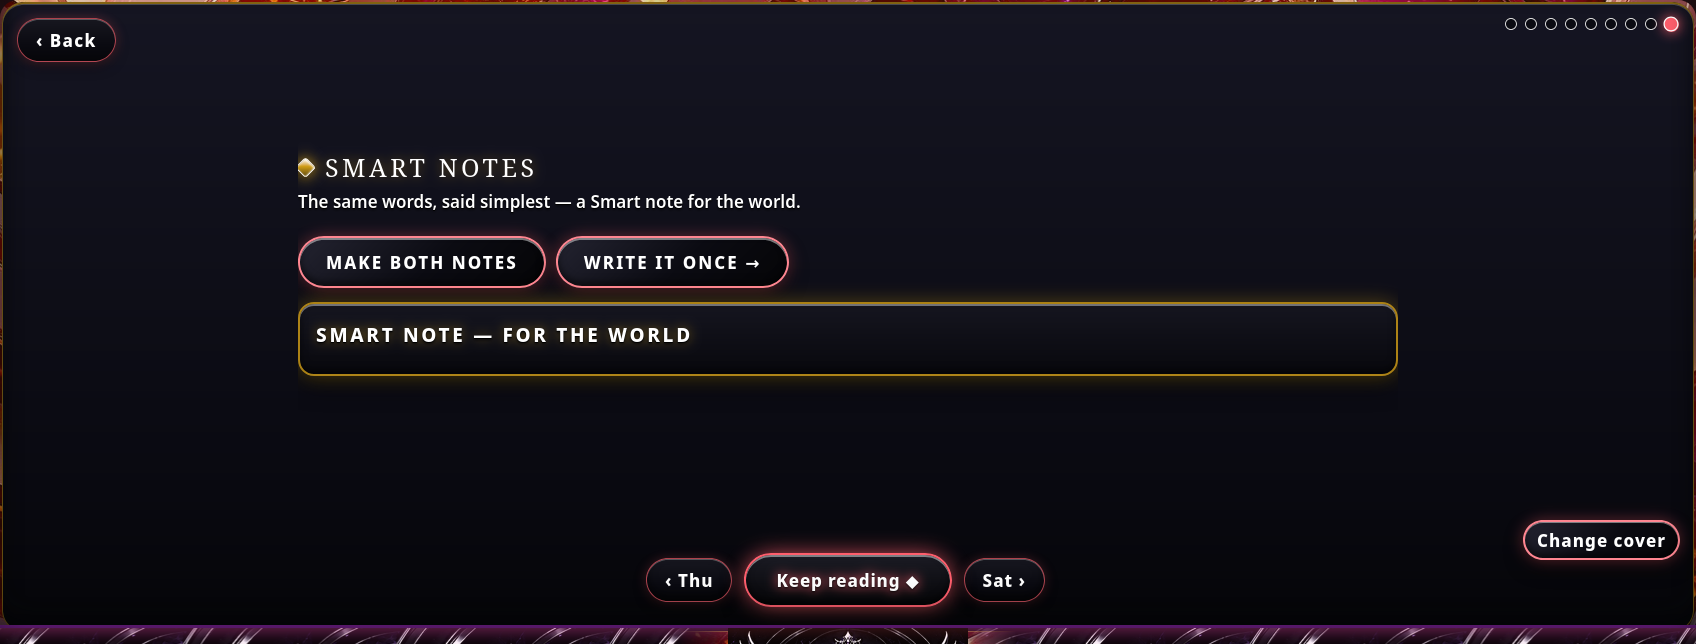 ‹ Back
SMART NOTES
The same words, said simplest — a Smart note for the world.
MAKE BOTH NOTES
WRITE IT ONCE →
SMART NOTE — FOR THE WORLD
Change cover
‹ Thu
Keep reading ◆
Sat ›